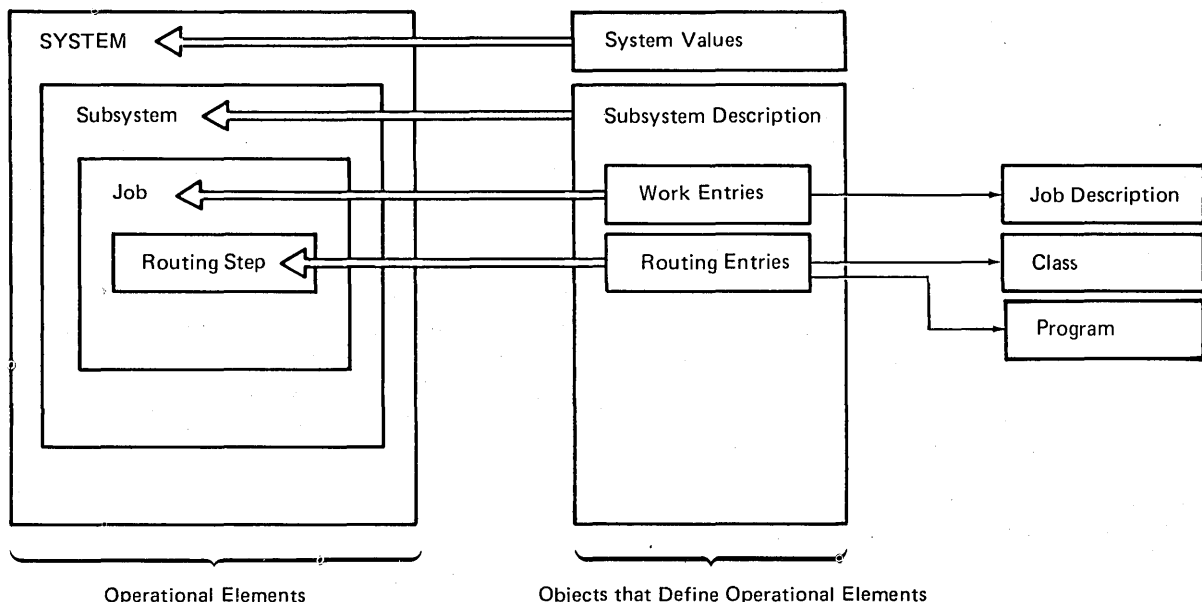 SYSTEM
System Values
Subsystem
Subsystem Description
Job
Work Entries
Job Description
Routing Step
Routing Entries
Class
Program
Operational Elements
Objects that Define Operational Elements